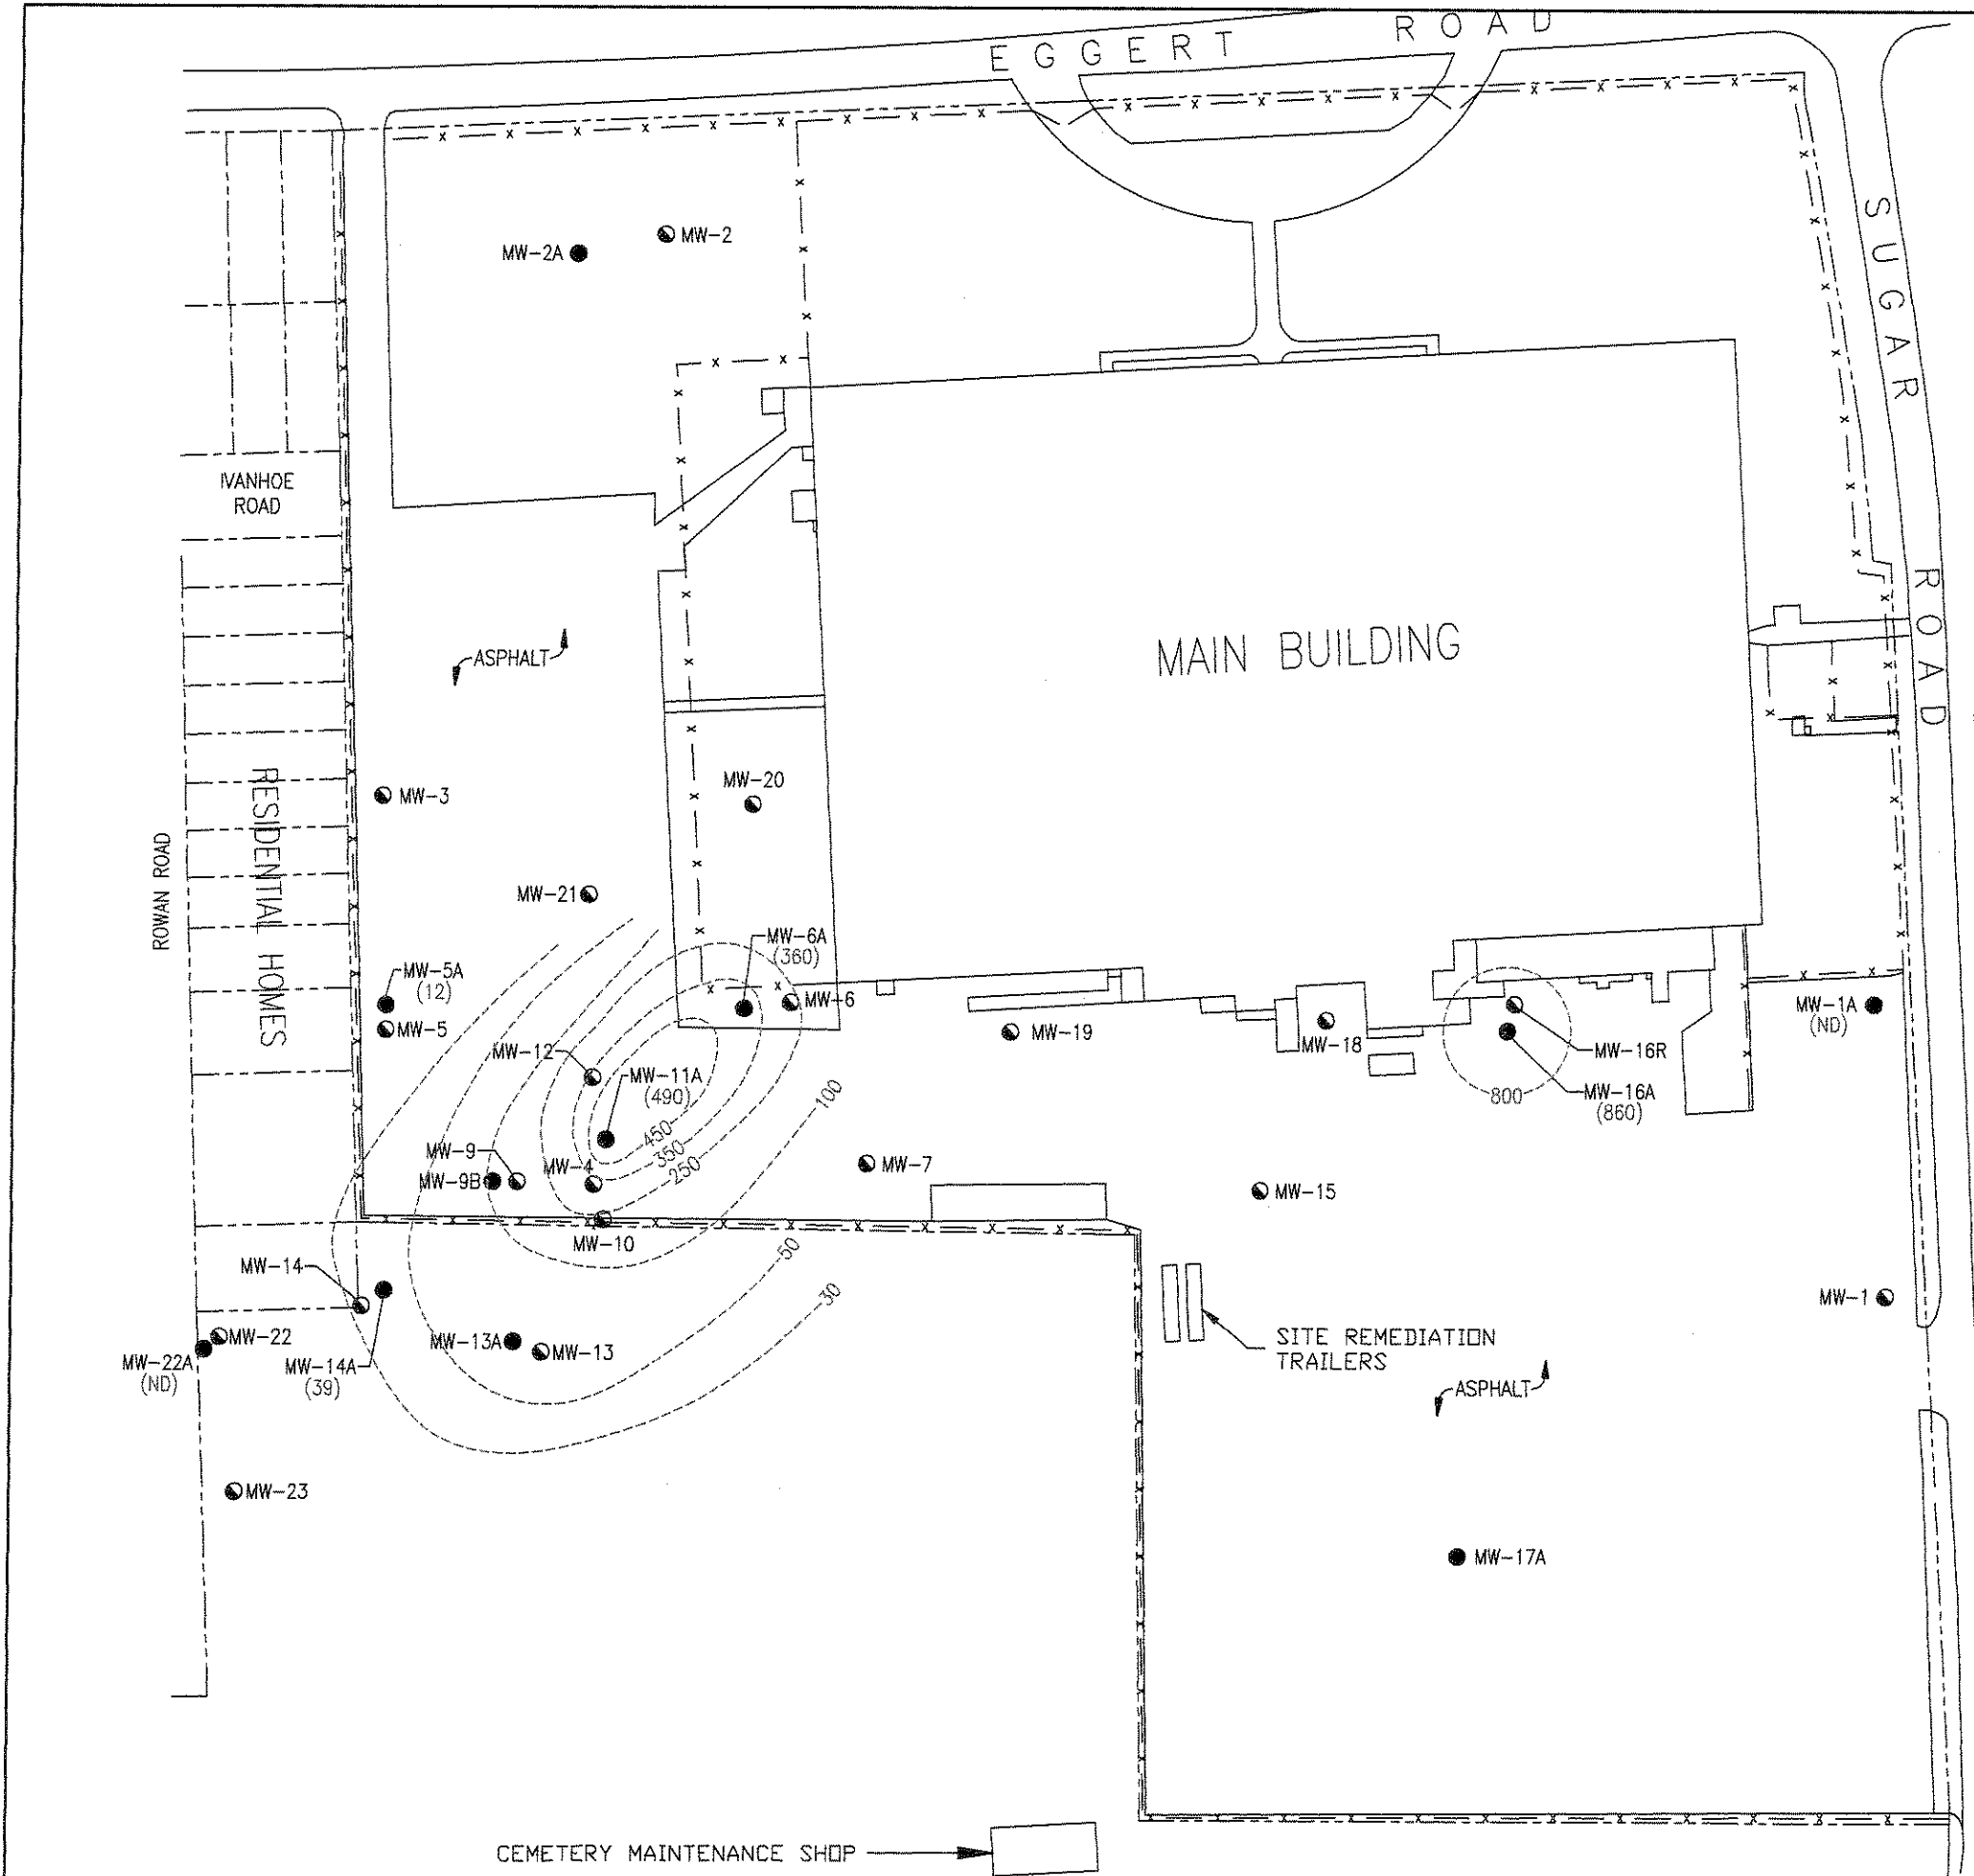 EGGERT ROAD
SUGAR ROAD
MW-2A
MW-2
IVANHOE
ROAD
ASPHALT
MAIN BUILDING
MW-3
MW-20
ROWAN ROAD
RESIDENTIAL HOMES
MW-21
MW-6A
(360)
MW-5A
(12)
MW-6
MW-5
MW-19
MW-18
MW-1A
(ND)
MW-12
MW-16R
MW-11A
(490)
100
800
MW-16A
(860)
450
350
250
MW-9
MW-4
MW-7
MW-9B
MW-15
MW-10
50
MW-14
30
MW-1
MW-22
MW-13A
MW-13
SITE REMEDIATION
TRAILERS
MW-22A
(ND)
MW-14A
(39)
ASPHALT
MW-23
MW-17A
CEMETERY MAINTENANCE SHOP